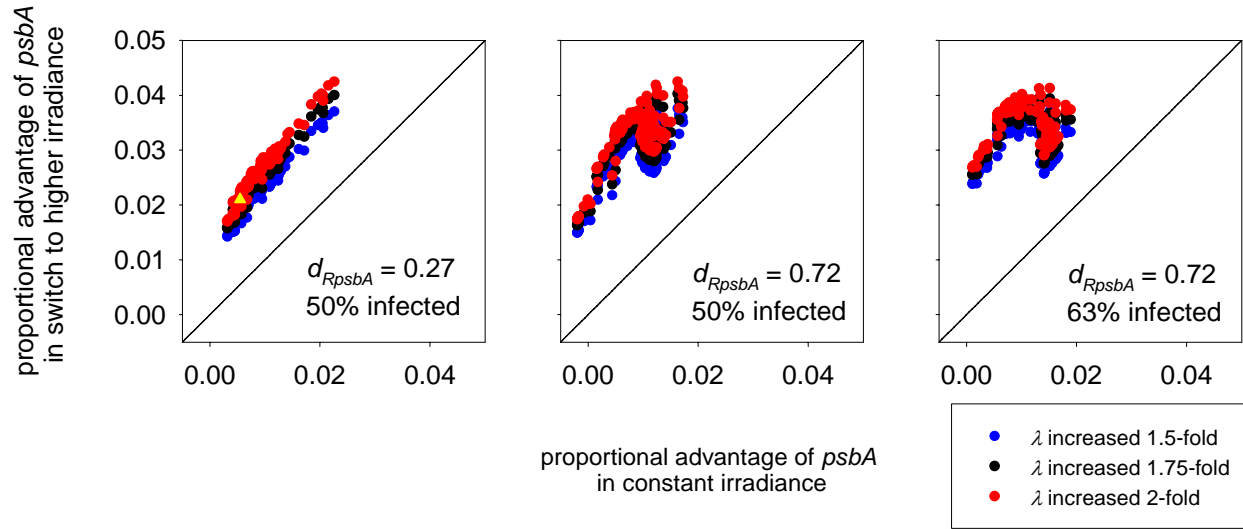 proportional advantage of psbA
in switch to higher irradiance
0.05
0.04
0.03
0.02
0.01
0.00
d_RpsbA = 0.27
50% infected
d_RpsbA = 0.72
50% infected
d_RpsbA = 0.72
63% infected
0.00 0.02 0.04 0.00 0.02 0.04 0.00 0.02 0.04
proportional advantage of psbA
in constant irradiance
λ increased 1.5-fold
λ increased 1.75-fold
λ increased 2-fold